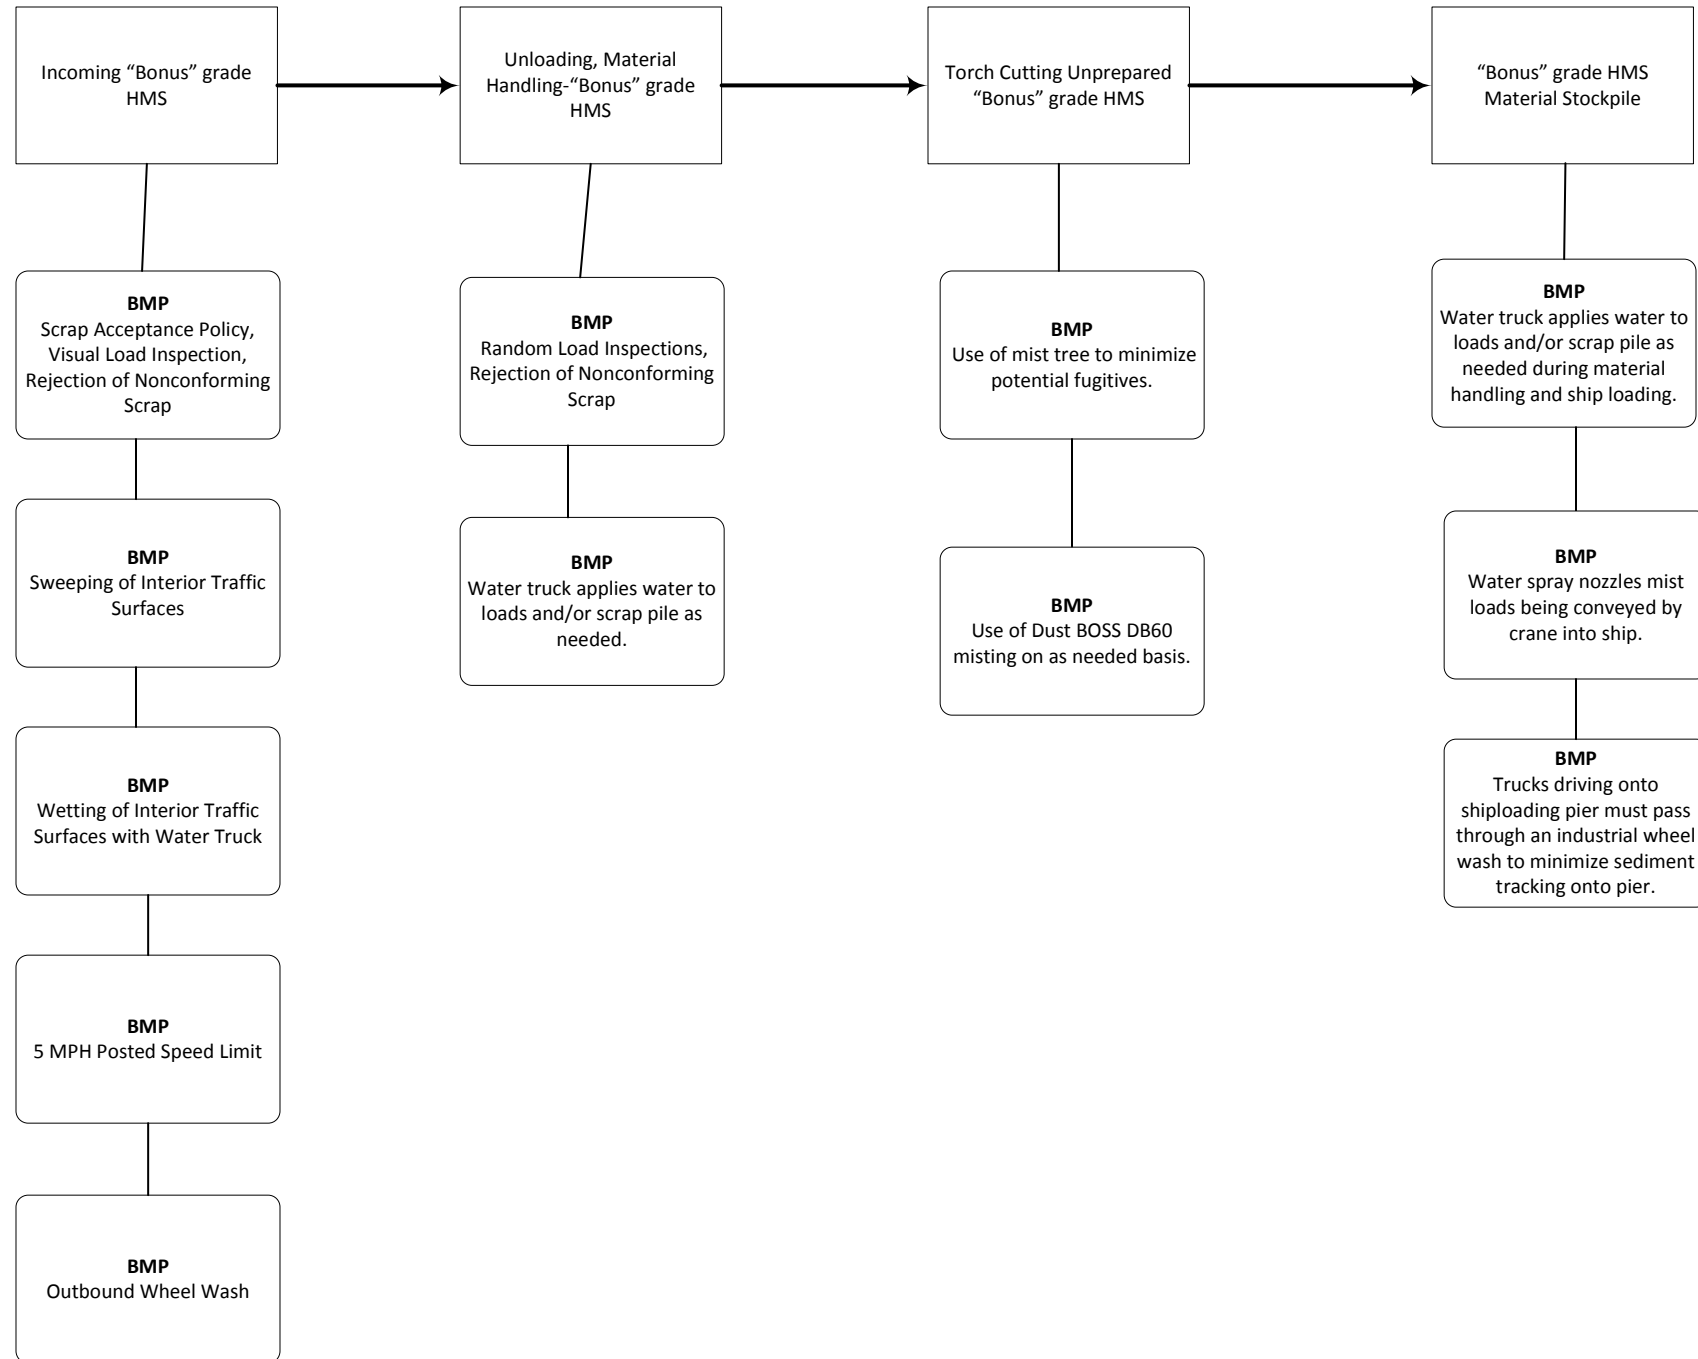 Incoming “Bonus” grade
HMS
Unloading, Material
Handling-“Bonus” grade
HMS
Torch Cutting Unprepared
“Bonus” grade HMS
“Bonus” grade HMS
Material Stockpile
BMP
Scrap Acceptance Policy,
Visual Load Inspection,
Rejection of Nonconforming
Scrap
BMP
Sweeping of Interior Traffic
Surfaces
BMP
Wetting of Interior Traffic
Surfaces with Water Truck
BMP
5 MPH Posted Speed Limit
BMP
Outbound Wheel Wash
BMP
Random Load Inspections,
Rejection of Nonconforming
Scrap
BMP
Water truck applies water to
loads and/or scrap pile as
needed.
BMP
Use of mist tree to minimize
potential fugitives.
BMP
Use of Dust BOSS DB60
misting on as needed basis.
BMP
Water truck applies water to
loads and/or scrap pile as
needed during material
handling and ship loading.
BMP
Water spray nozzles mist
loads being conveyed by
crane into ship.
BMP
Trucks driving onto
shiploading pier must pass
through an industrial wheel
wash to minimize sediment
tracking onto pier.